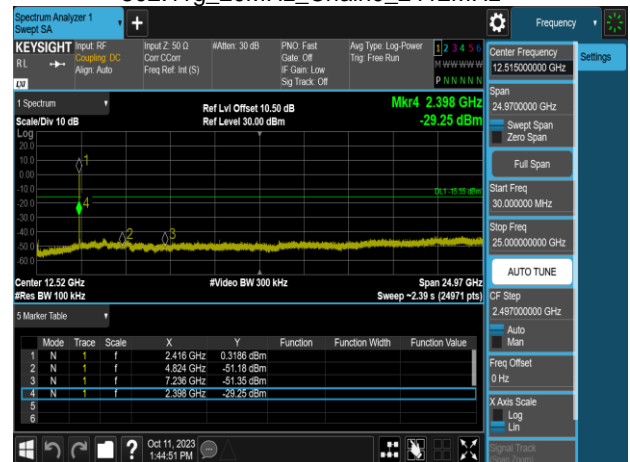 Spectrum Analyzer 1
Swept SA
Frequency
KEYSIGHT
RL
LXI
Input: RF
Coupling: DC
Align: Auto
Input Z: 50 Ω
Corr CCorr
Freq Ref: Int (S)
#Atten: 30 dB
PNO: Fast
Gate: Off
IF Gain: Low
Sig Track: Off
Avg Type: Log-Power
Trig: Free Run
1 2 3 4 5 6
M W W W W W
P N N N N N
Center Frequency
12.515000000 GHz
Settings
Span
24.9700000 GHz
Swept Span
Zero Span
Full Span
Start Freq
30.000000 MHz
Stop Freq
25.000000000 GHz
AUTO TUNE
CF Step
2.497000000 GHz
Auto
Man
Freq Offset
0 Hz
X Axis Scale
Log
Lin
Signal Track
(Span Zoom)
1 Spectrum
Scale/Div 10 dB
Ref Lvl Offset 10.50 dB
Ref Level 30.00 dBm
Mkr4 2.398 GHz
-29.25 dBm
Log
20.0
10.0
0.00
-10.0
-20.0
-30.0
-40.0
-50.0
-60.0
1
4
2
3
DL1 -15.55 dBm
Center 12.52 GHz
#Res BW 100 kHz
#Video BW 300 kHz
Span 24.97 GHz
Sweep ~2.39 s (24971 pts)
5 Marker Table
Mode Trace Scale X Y Function Function Width Function Value
1 N 1 f 2.416 GHz 0.3186 dBm
2 N 1 f 4.824 GHz -51.18 dBm
3 N 1 f 7.236 GHz -51.35 dBm
4 N 1 f 2.398 GHz -29.25 dBm
5
6
?
Oct 11, 2023
1:44:51 PM